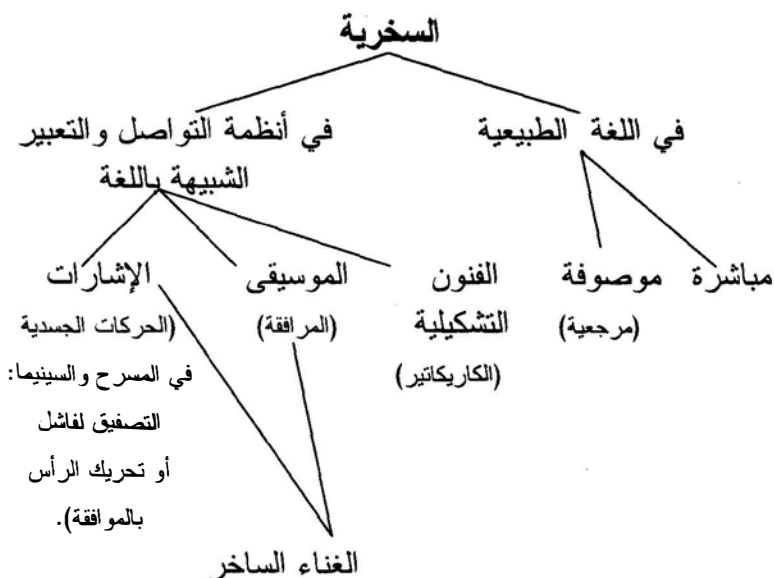 السخرية
في اللغة الطبيعية
في أنظمة التواصل والتعبير
الشبيهة باللغة
مباشرة
موصوفة
(مرجعية)
الفنون
التشكيلية
(الكاريكاتير)
الموسيقى
(المرافقة)
الإشارات
(الحركات الجسدية
في المسرح والسينيما:
التصفيق لفاشل
أو تحريك الرأس
بالموافقة).
الغناء الساخر